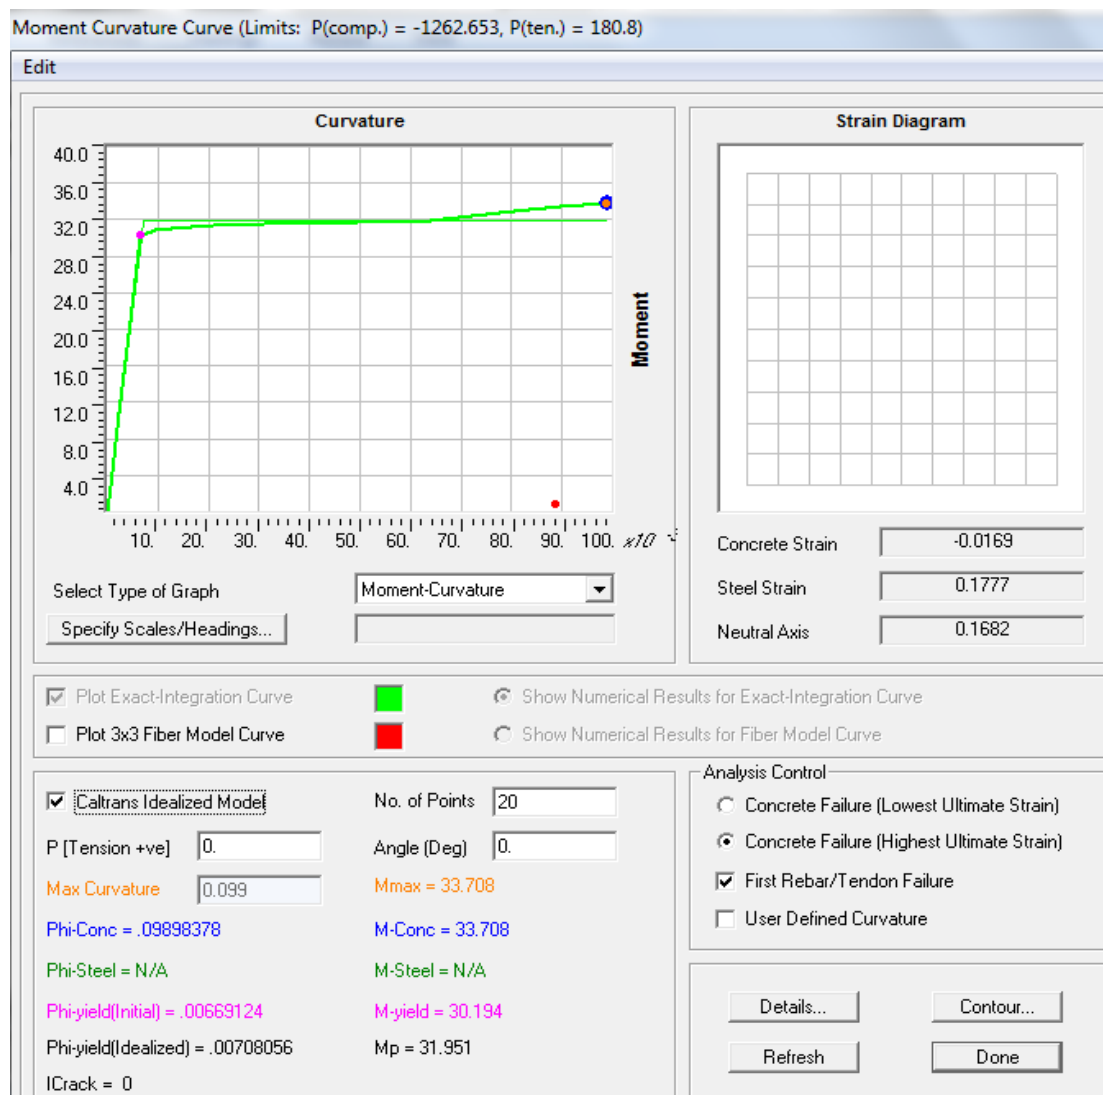 Moment Curvature Curve (Limits:  P(comp.) = -1262.653, P(ten.) = 180.8)
Edit
Curvature
40.0
36.0
32.0
28.0
24.0
20.0
16.0
12.0
8.0
4.0
Moment
10. 20. 30. 40. 50. 60. 70. 80. 90. 100. x10
Select Type of Graph Moment-Curvature
Specify Scales/Headings...
Strain Diagram
Concrete Strain -0.0169
Steel Strain 0.1777
Neutral Axis 0.1682
Plot Exact-Integration Curve Show Numerical Results for Exact-Integration Curve
Plot 3x3 Fiber Model Curve Show Numerical Results for Fiber Model Curve
Caltrans Idealized Model No. of Points 20
P [Tension +ve] 0. Angle (Deg) 0.
Max Curvature 0.099 Mmax = 33.708
Phi-Conc = .09898378 M-Conc = 33.708
Phi-Steel = N/A M-Steel = N/A
Phi-yield(Initial) = .00669124 M-yield = 30.194
Phi-yield(Idealized) = .00708056 Mp = 31.951
ICrack = 0
Analysis Control
Concrete Failure (Lowest Ultimate Strain)
Concrete Failure (Highest Ultimate Strain)
First Rebar/Tendon Failure
User Defined Curvature
Details... Contour...
Refresh Done